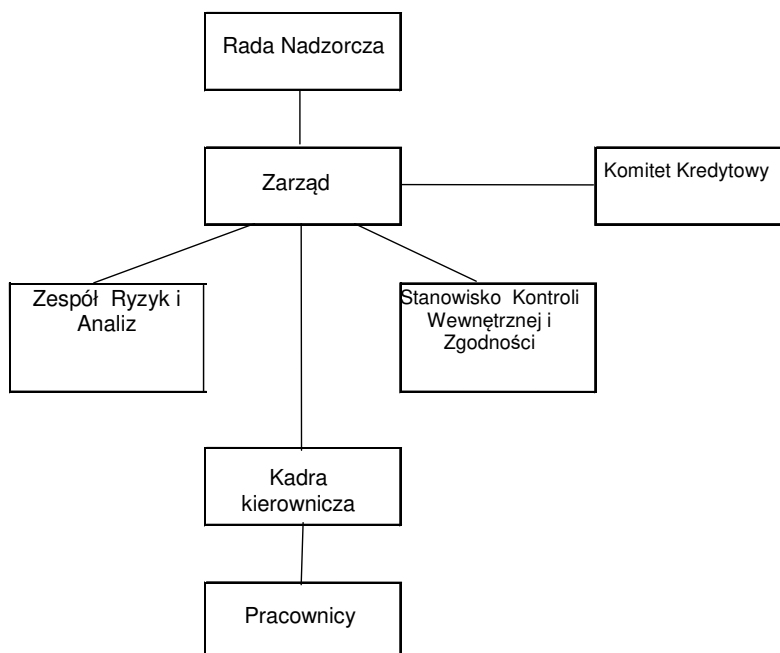 Rada Nadzorcza
Zarząd
Komitet Kredytowy
Zespół Ryzyk i
Analiz
Stanowisko Kontroli
Wewnętrznej i
Zgodności
Kadra
kierownicza
Pracownicy